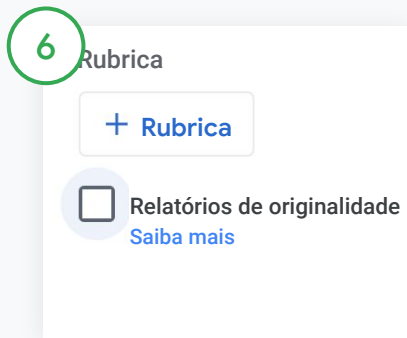 6
Rubrica
+ Rubrica
Relatórios de originalidade
Saiba mais